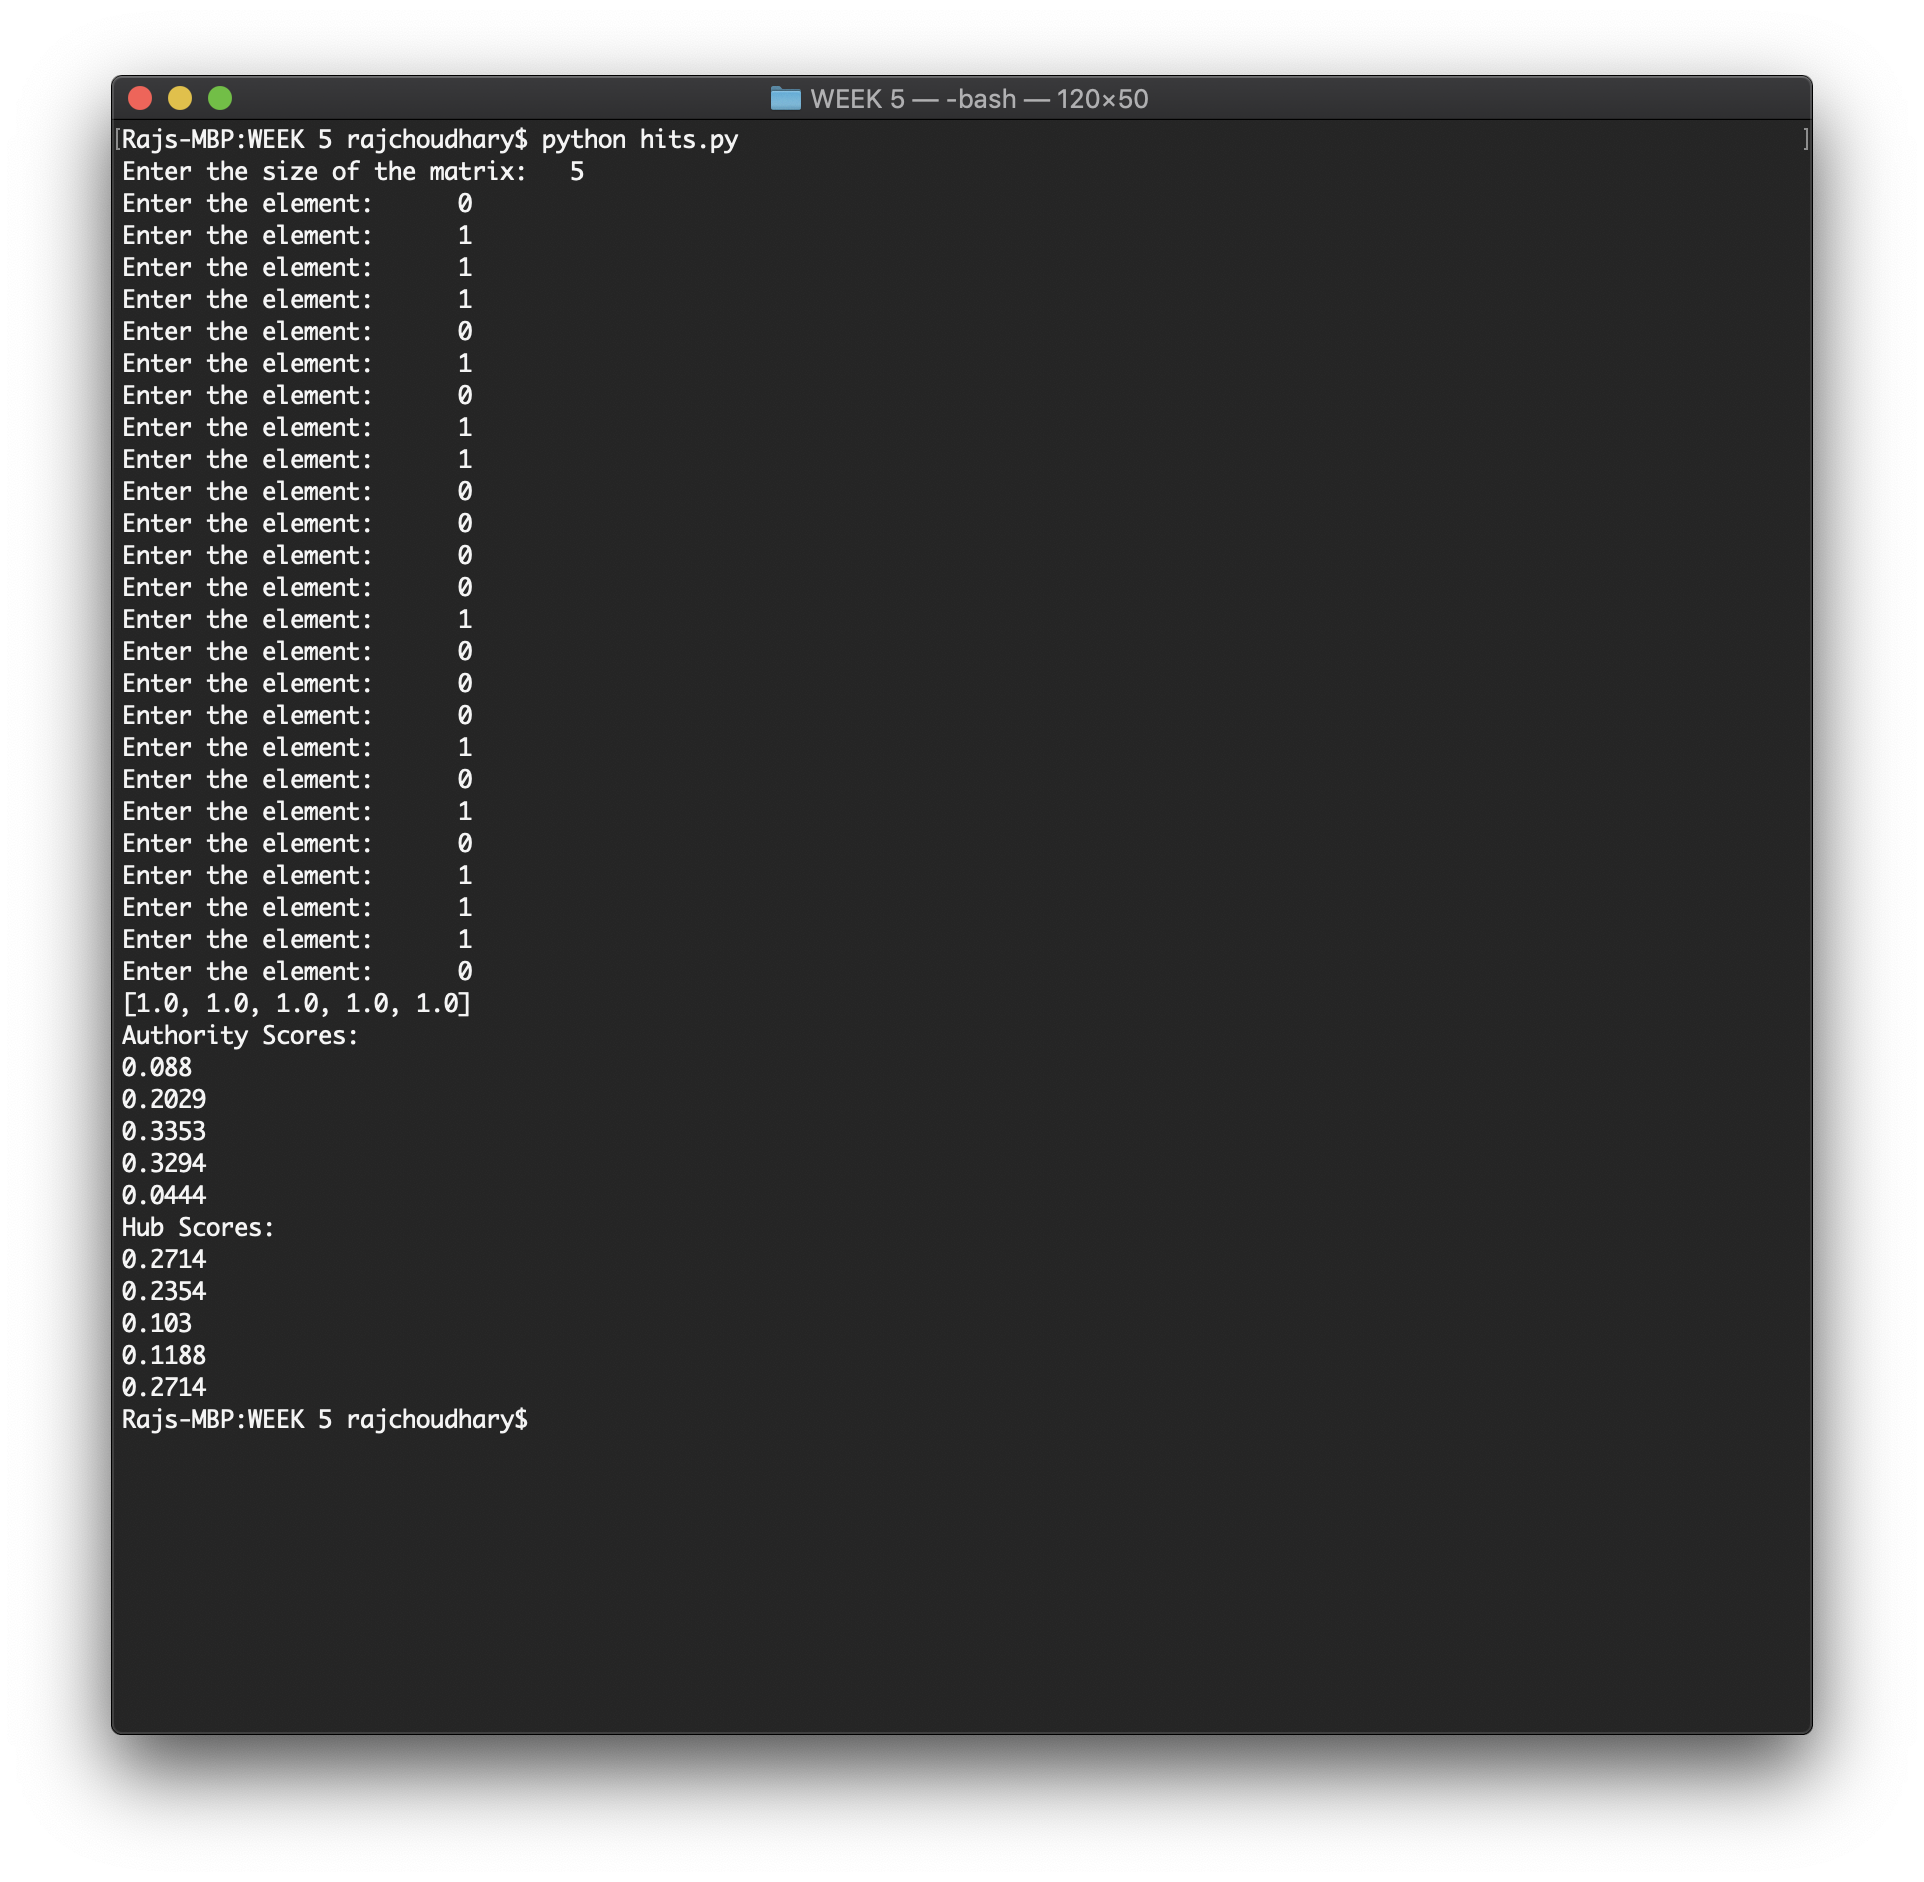 WEEK 5 — -bash — 120×50
[Rajs-MBP:WEEK 5 rajchoudhary$ python hits.py ]
Enter the size of the matrix:   5
Enter the element:      0
Enter the element:      1
Enter the element:      1
Enter the element:      1
Enter the element:      0
Enter the element:      1
Enter the element:      0
Enter the element:      1
Enter the element:      1
Enter the element:      0
Enter the element:      0
Enter the element:      0
Enter the element:      0
Enter the element:      1
Enter the element:      0
Enter the element:      0
Enter the element:      0
Enter the element:      1
Enter the element:      0
Enter the element:      1
Enter the element:      0
Enter the element:      1
Enter the element:      1
Enter the element:      1
Enter the element:      0
[1.0, 1.0, 1.0, 1.0, 1.0]
Authority Scores:
0.088
0.2029
0.3353
0.3294
0.0444
Hub Scores:
0.2714
0.2354
0.103
0.1188
0.2714
Rajs-MBP:WEEK 5 rajchoudhary$